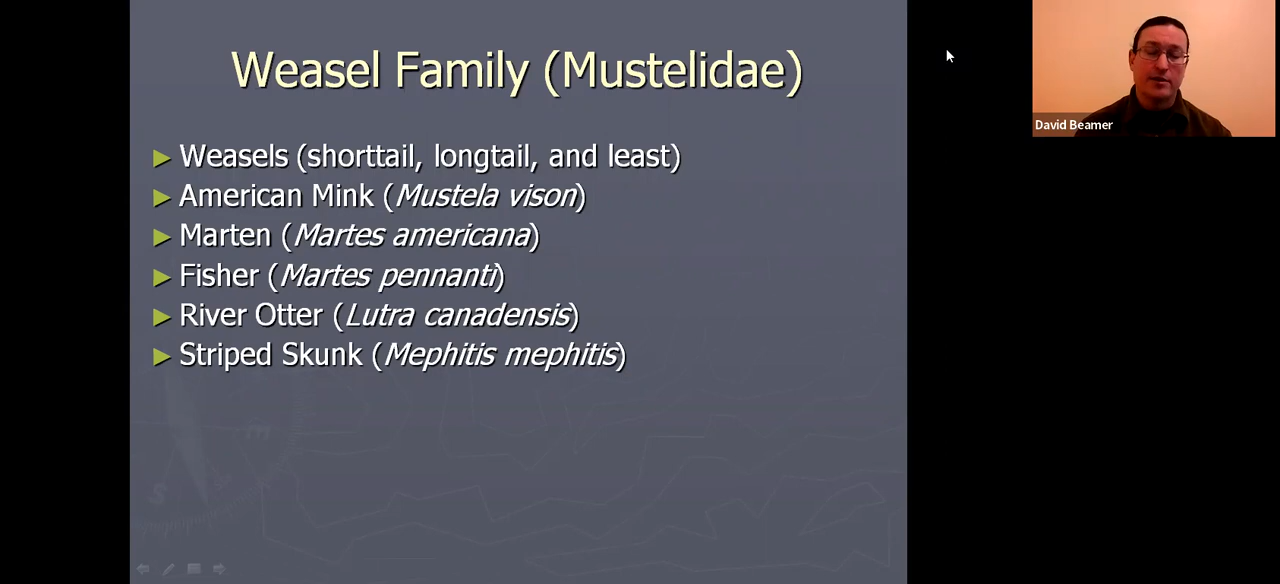 Weasel Family (Mustelidae)
Weasels (shorttail, longtail, and least)
American Mink (Mustela vison)
Marten (Martes americana)
Fisher (Martes pennanti)
River Otter (Lutra canadensis)
Striped Skunk (Mephitis mephitis)
David Beamer